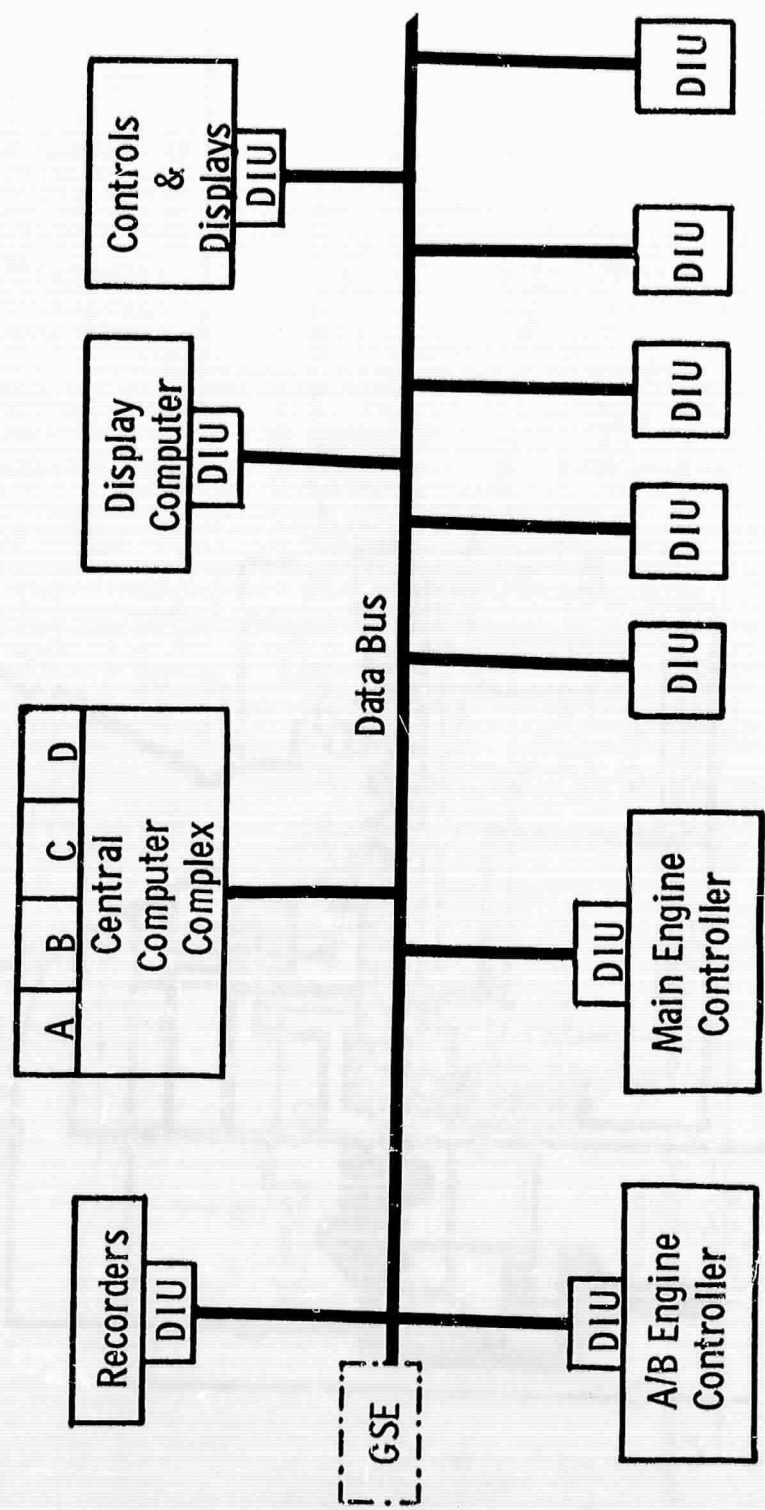 Recorders
DIU
A B C D
Central
Computer
Complex
Display
Computer
DIU
Controls
&
Displays
DIU
GSE
Data Bus
DIU
A/B Engine
Controller
DIU
Main Engine
Controller
DIU
DIU
DIU
DIU
DIU